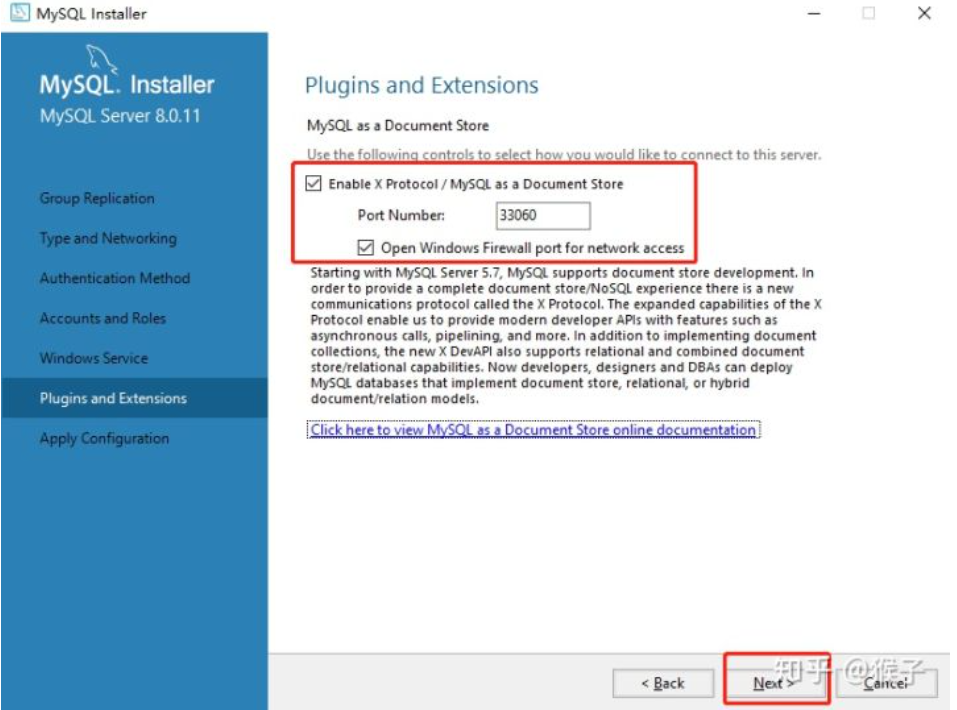 MySQL Installer
MySQL. Installer
MySQL Server 8.0.11
Group Replication
Type and Networking
Authentication Method
Accounts and Roles
Windows Service
Plugins and Extensions
Apply Configuration
Plugins and Extensions
MySQL as a Document Store
Use the following controls to select how you would like to connect to this server.
Enable X Protocol / MySQL as a Document Store
Port Number: 33060
Open Windows Firewall port for network access
Starting with MySQL Server 5.7, MySQL supports document store development. In
order to provide a complete document store/NoSQL experience there is a new
communications protocol called the X Protocol. The expanded capabilities of the X
Protocol enable us to provide modern developer APIs with features such as
asynchronous calls, pipelining, and more. In addition to implementing document
collections, the new X DevAPI also supports relational and combined document
store/relational capabilities. Now developers, designers and DBAs can deploy
MySQL databases that implement document store, relational, or hybrid
document/relation models.
Click here to view MySQL as a Document Store online documentation
< Back
Next >
Cancel
知乎 @猴子